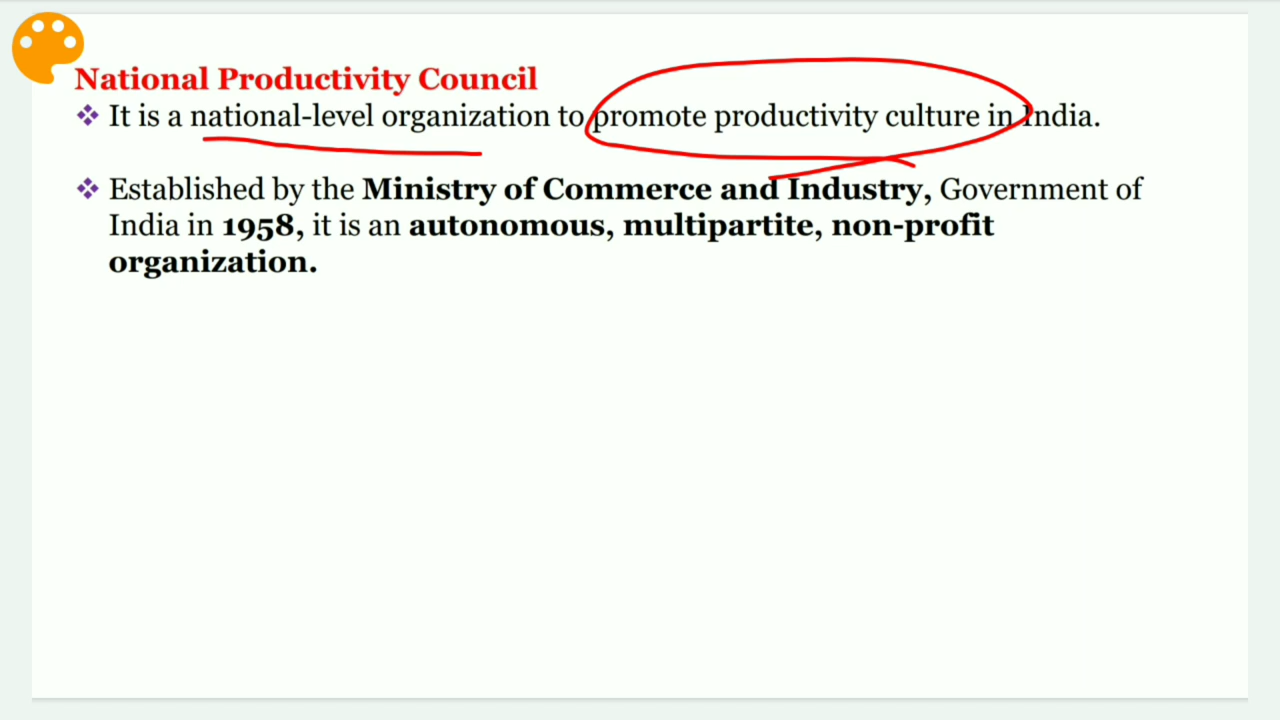 National Productivity Council
❖ It is a national-level organization to promote productivity culture in India.
❖ Established by the Ministry of Commerce and Industry, Government of
India in 1958, it is an autonomous, multipartite, non-profit
organization.